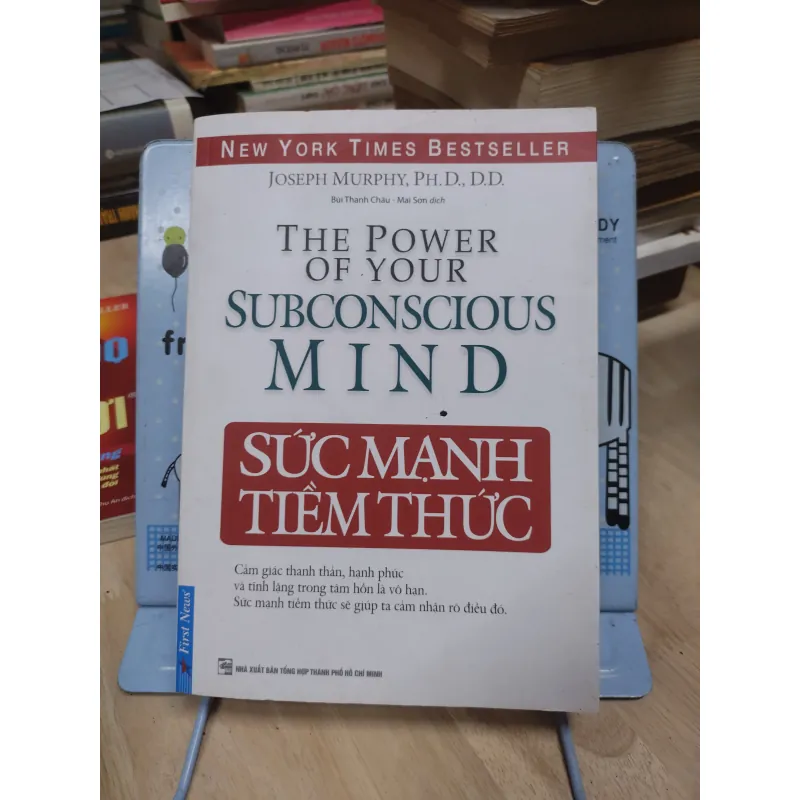 NEW YORK TIMES BESTSELLER
JOSEPH MURPHY, PH.D., D.D.
Bùi Thanh Châu - Mai Sơn dịch
THE POWER
OF YOUR
SUBCONSCIOUS
MIND
SỨC MẠNH
TIỀM THỨC
Cảm giác thanh thản, hạnh phúc
và tĩnh lặng trong tâm hồn là vô hạn.
Sức mạnh tiềm thức sẽ giúp ta cảm nhận rõ điều đó.
First News
NHÀ XUẤT BẢN TỔNG HỢP THÀNH PHỐ HỒ CHÍ MINH
fr
DY